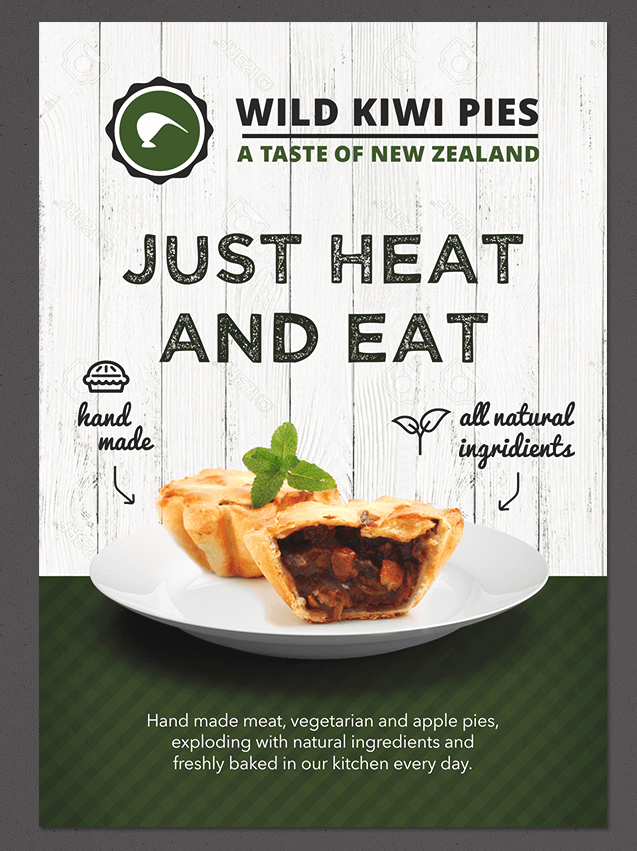 WILD KIWI PIES
A TASTE OF NEW ZEALAND
JUST HEAT
AND EAT
hand
made
all natural
ingridients
Hand made meat, vegetarian and apple pies,
exploding with natural ingredients and
freshly baked in our kitchen every day.